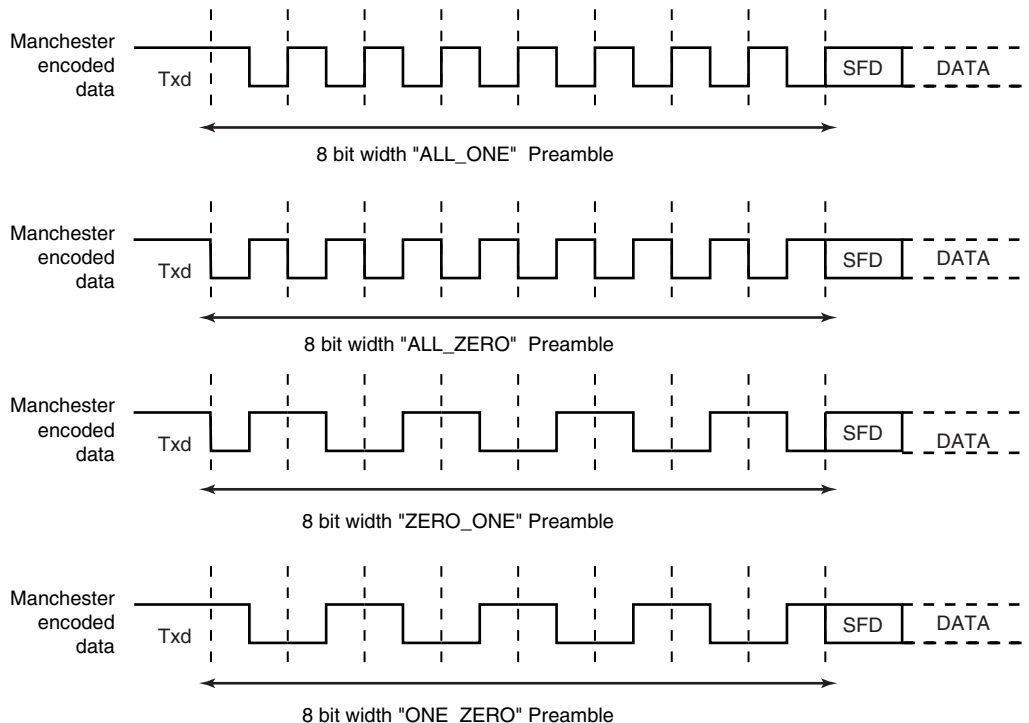 Manchester
encoded
data
Txd
SFD
DATA
8 bit width "ALL_ONE" Preamble
Manchester
encoded
data
Txd
SFD
DATA
8 bit width "ALL_ZERO" Preamble
Manchester
encoded
data
Txd
SFD
DATA
8 bit width "ZERO_ONE" Preamble
Manchester
encoded
data
Txd
SFD
DATA
8 bit width "ONE_ZERO" Preamble